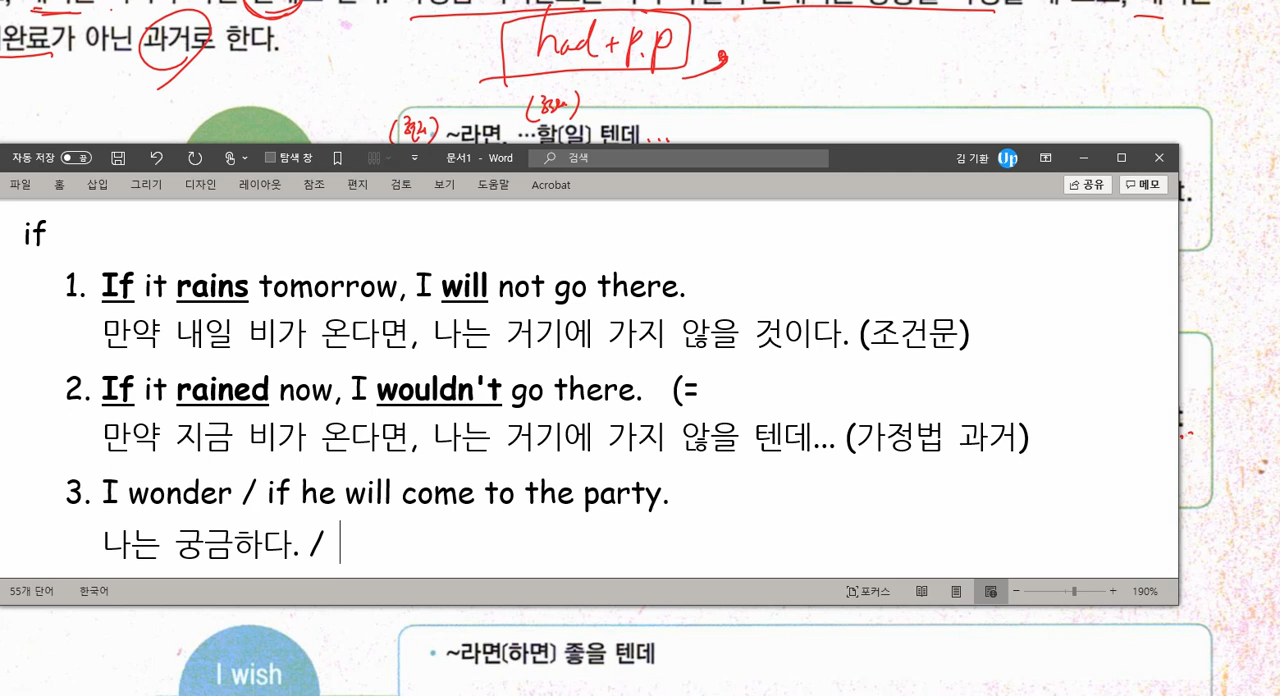 완료가 아닌 과거로 한다.
had + p.p
(현재)
(현재) ~라면, …할(일) 텐데…
자동 저장 끔 탐색 창 문서1 - Word 검색 김 기환 Up
파일 홈 삽입 그리기 디자인 레이아웃 참조 편지 검토 보기 도움말 Acrobat 공유 메모
if
1. If it rains tomorrow, I will not go there.
만약 내일 비가 온다면, 나는 거기에 가지 않을 것이다. (조건문)
2. If it rained now, I wouldn't go there. (=
만약 지금 비가 온다면, 나는 거기에 가지 않을 텐데... (가정법 과거)
3. I wonder / if he will come to the party.
나는 궁금하다. /
55개 단어 한국어 포커스 190%
• ~라면(하면) 좋을 텐데
I wish